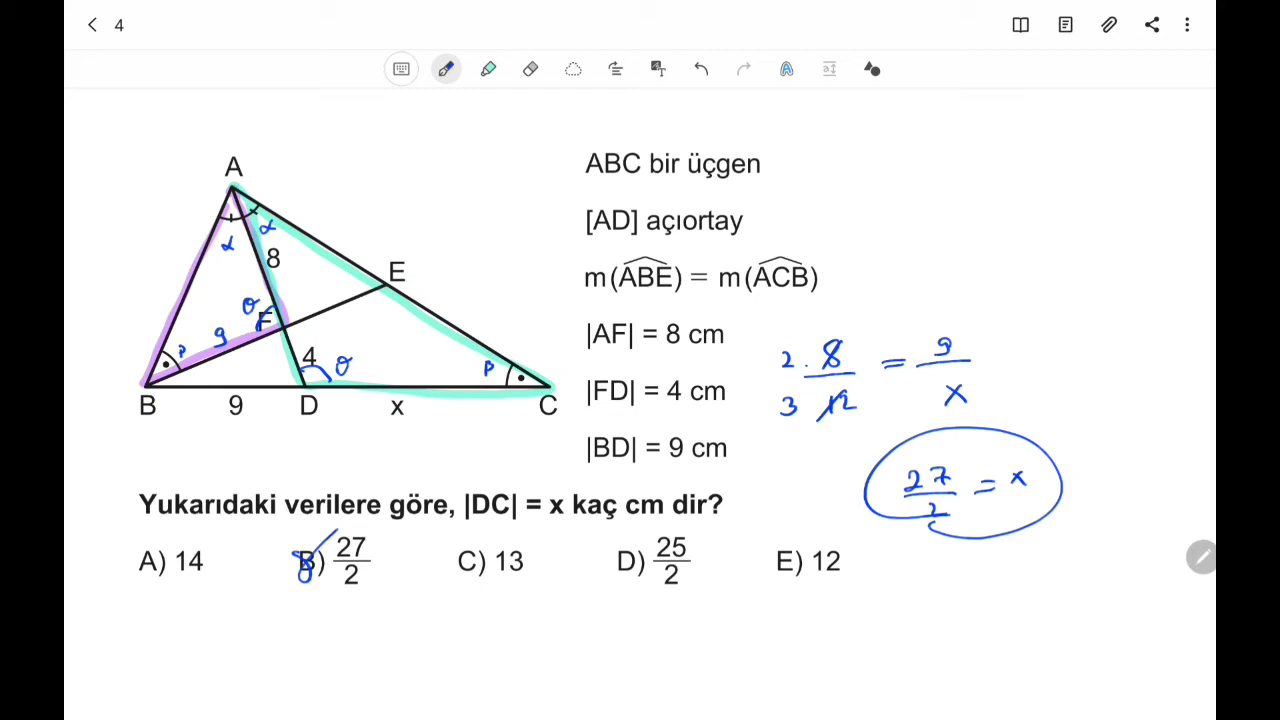 4
A
ABC bir üçgen
[AD] açıortay
α
α
8
E
m(ABE) = m(ACB)
θ
F
9
|AF| = 8 cm
4
θ
β
β
2 . 8/12 = 9/x
3
|FD| = 4 cm
B 9 D x C
|BD| = 9 cm
27/2 = x
Yukarıdaki verilere göre, |DC| = x kaç cm dir?
A) 14 B) 27/2 C) 13 D) 25/2 E) 12